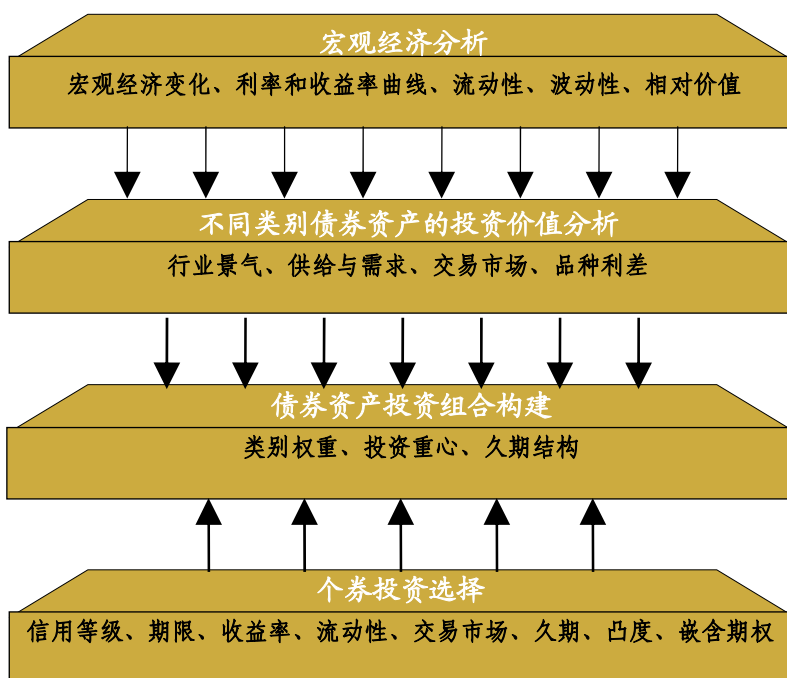 宏观经济分析
宏观经济变化、利率和收益率曲线、流动性、波动性、相对价值
不同类别债券资产的投资价值分析
行业景气、供给与需求、交易市场、品种利差
债券资产投资组合构建
类别权重、投资重心、久期结构
个券投资选择
信用等级、期限、收益率、流动性、交易市场、久期、凸度、嵌含期权